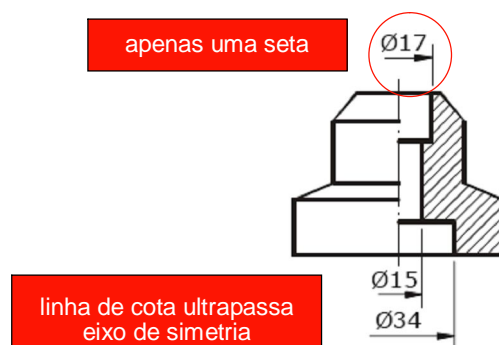 apenas uma seta
Ø17
Ø15
Ø34
linha de cota ultrapassa
eixo de simetria